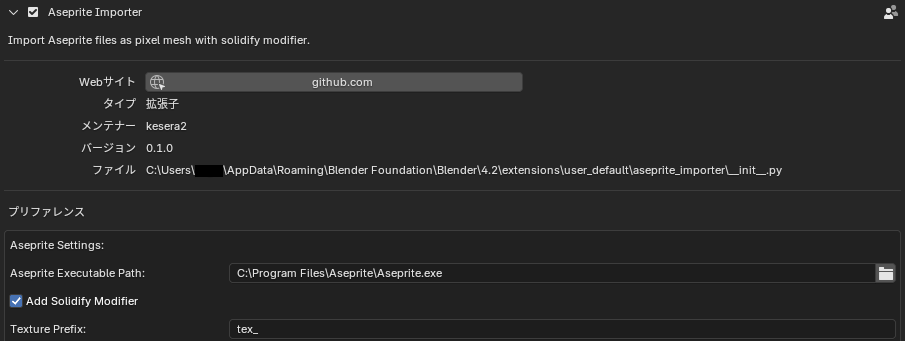 Aseprite Importer
Import Aseprite files as pixel mesh with solidify modifier.
Webサイト github.com
タイプ 拡張子
メンテナー kesera2
バージョン 0.1.0
ファイル C:\Users\ \AppData\Roaming\Blender Foundation\Blender\4.2\extensions\user_default\aseprite_importer\__init__.py
プリファレンス
Aseprite Settings:
Aseprite Executable Path: C:\Program Files\Aseprite\Aseprite.exe
Add Solidify Modifier
Texture Prefix: tex_